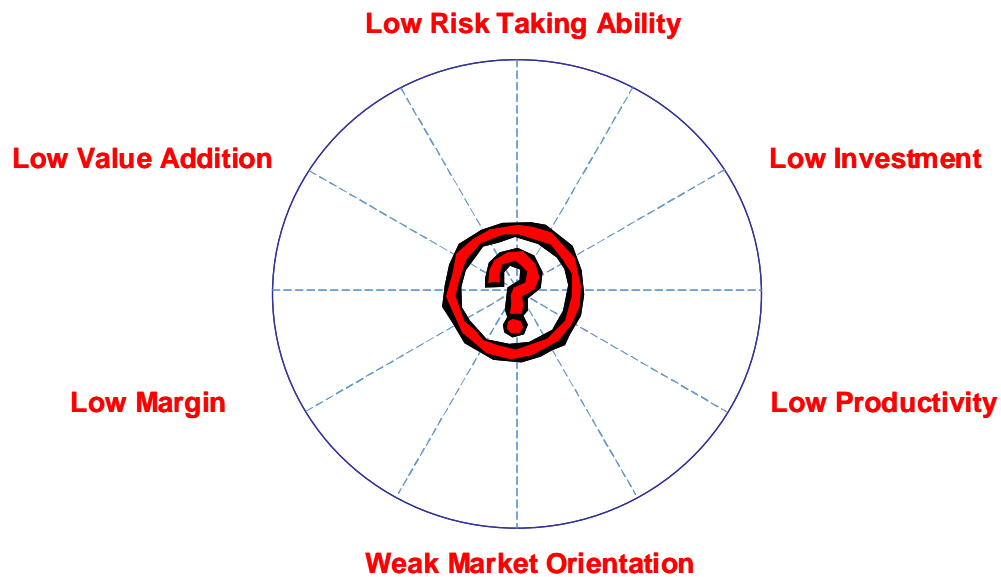 Low Risk Taking Ability
Low Value Addition
Low Investment
?
Low Margin
Low Productivity
Weak Market Orientation